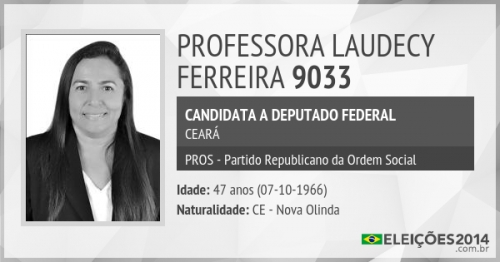 PROFESSORA LAUDECY
FERREIRA 9033
CANDIDATA A DEPUTADO FEDERAL
CEARÁ
PROS - Partido Republicano da Ordem Social
Idade: 47 anos (07-10-1966)
Naturalidade: CE - Nova Olinda
ELEIÇÕES2014
.com.br